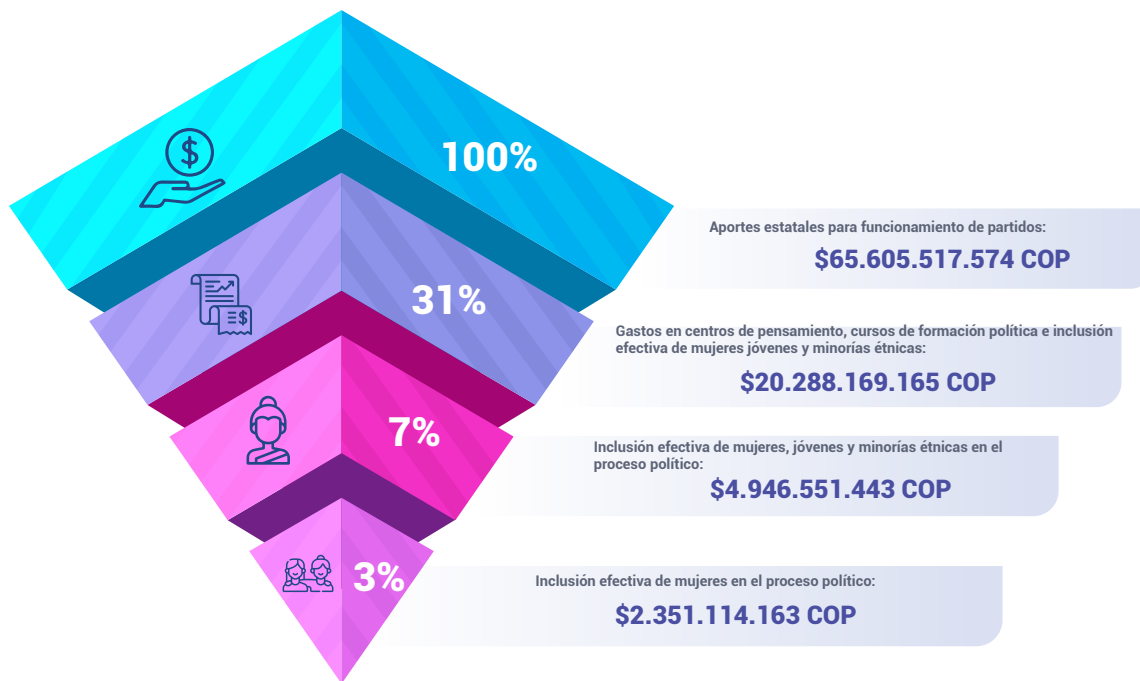 100%
Aportes estatales para funcionamiento de partidos:
$65.605.517.574 COP
31%
Gastos en centros de pensamiento, cursos de formación política e inclusión
efectiva de mujeres jóvenes y minorías étnicas:
$20.288.169.165 COP
7%
Inclusión efectiva de mujeres, jóvenes y minorías étnicas en el
proceso político:
$4.946.551.443 COP
3%
Inclusión efectiva de mujeres en el proceso político:
$2.351.114.163 COP